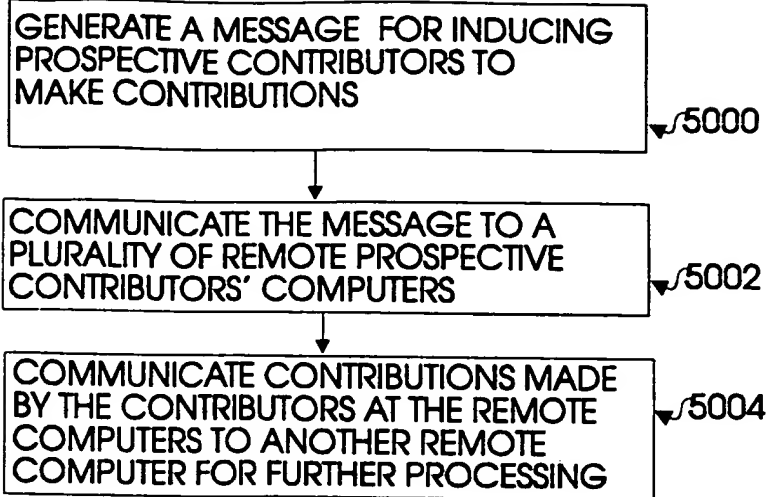 GENERATE A MESSAGE FOR INDUCING
PROSPECTIVE CONTRIBUTORS TO
MAKE CONTRIBUTIONS
5000
COMMUNICATE THE MESSAGE TO A
PLURALITY OF REMOTE PROSPECTIVE
CONTRIBUTORS' COMPUTERS
5002
COMMUNICATE CONTRIBUTIONS MADE
BY THE CONTRIBUTORS AT THE REMOTE
COMPUTERS TO ANOTHER REMOTE
COMPUTER FOR FURTHER PROCESSING
5004